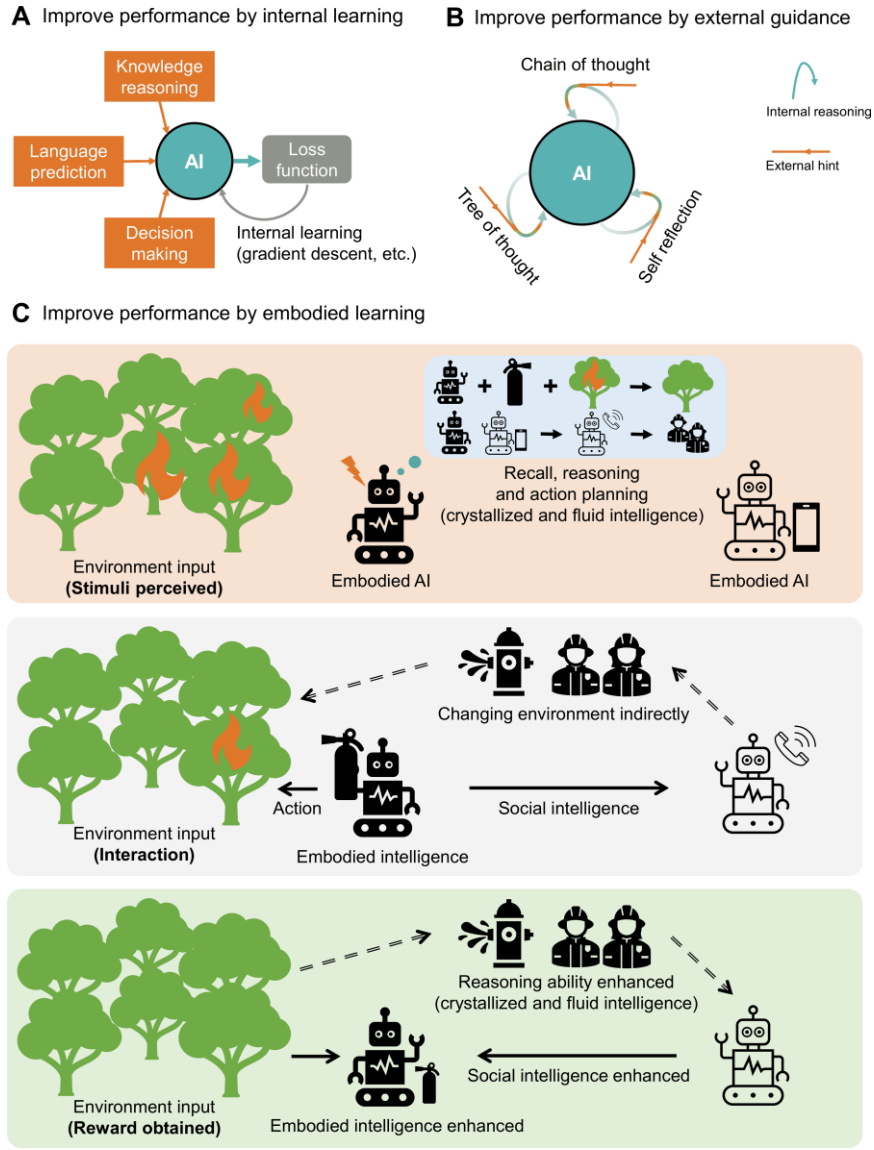 A Improve performance by internal learning
Knowledge
reasoning
Language
prediction
AI
Loss
function
Decision
making
Internal learning
(gradient descent, etc.)
B Improve performance by external guidance
Chain of thought
AI
Tree of thought
Self reflection
Internal reasoning
External hint
C Improve performance by embodied learning
+ +
Recall, reasoning
and action planning
(crystallized and fluid intelligence)
Environment input
(Stimuli perceived)
Embodied AI
Embodied AI
Changing environment indirectly
Action
Social intelligence
Environment input
(Interaction)
Embodied intelligence
Reasoning ability enhanced
(crystallized and fluid intelligence)
Social intelligence enhanced
Environment input
(Reward obtained)
Embodied intelligence enhanced